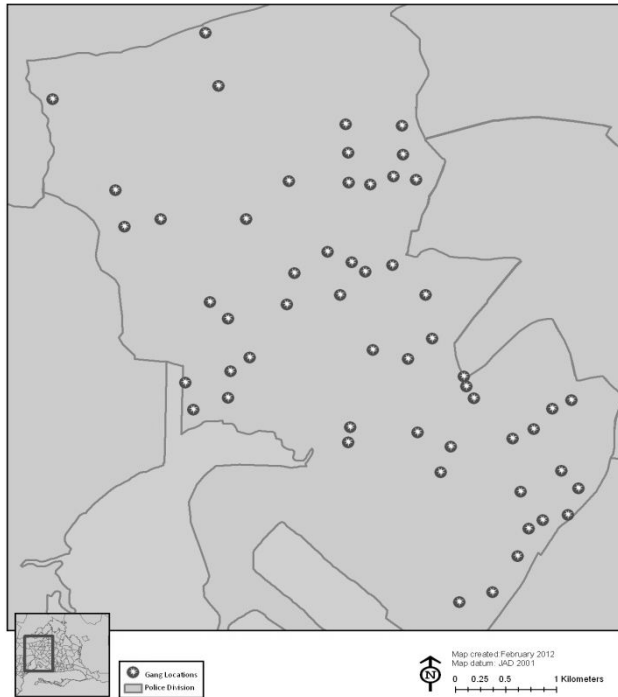 Gang Locations
Police Division
Map created:February 2012
Map datum: JAD 2001
N
0 0.25 0.5 1 Kilometers